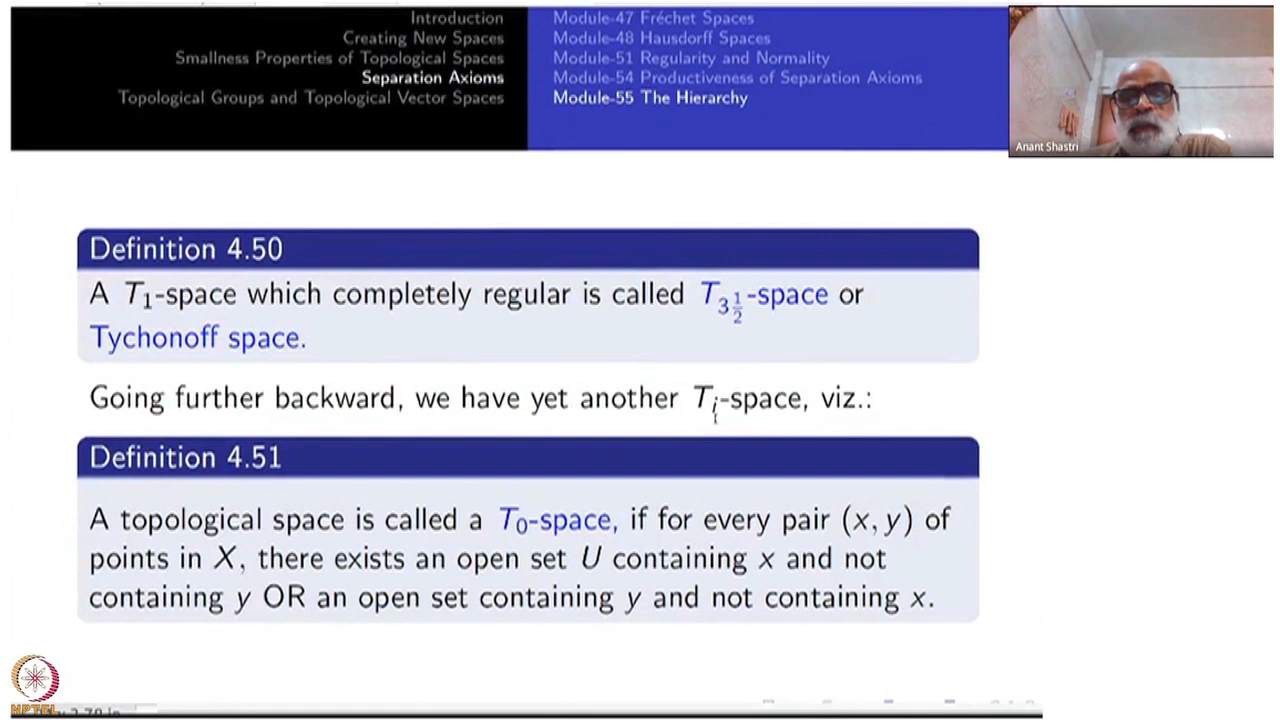 Introduction
Creating New Spaces
Smallness Properties of Topological Spaces
Separation Axioms
Topological Groups and Topological Vector Spaces
Module-47 Fréchet Spaces
Module-48 Hausdorff Spaces
Module-51 Regularity and Normality
Module-54 Productiveness of Separation Axioms
Module-55 The Hierarchy
Anant Shastri
Definition 4.50
A T₁-space which completely regular is called T₃½-space or
Tychonoff space.
Going further backward, we have yet another Tᵢ-space, viz.:
Definition 4.51
A topological space is called a T₀-space, if for every pair (x, y) of
points in X, there exists an open set U containing x and not
containing y OR an open set containing y and not containing x.
NPTEL